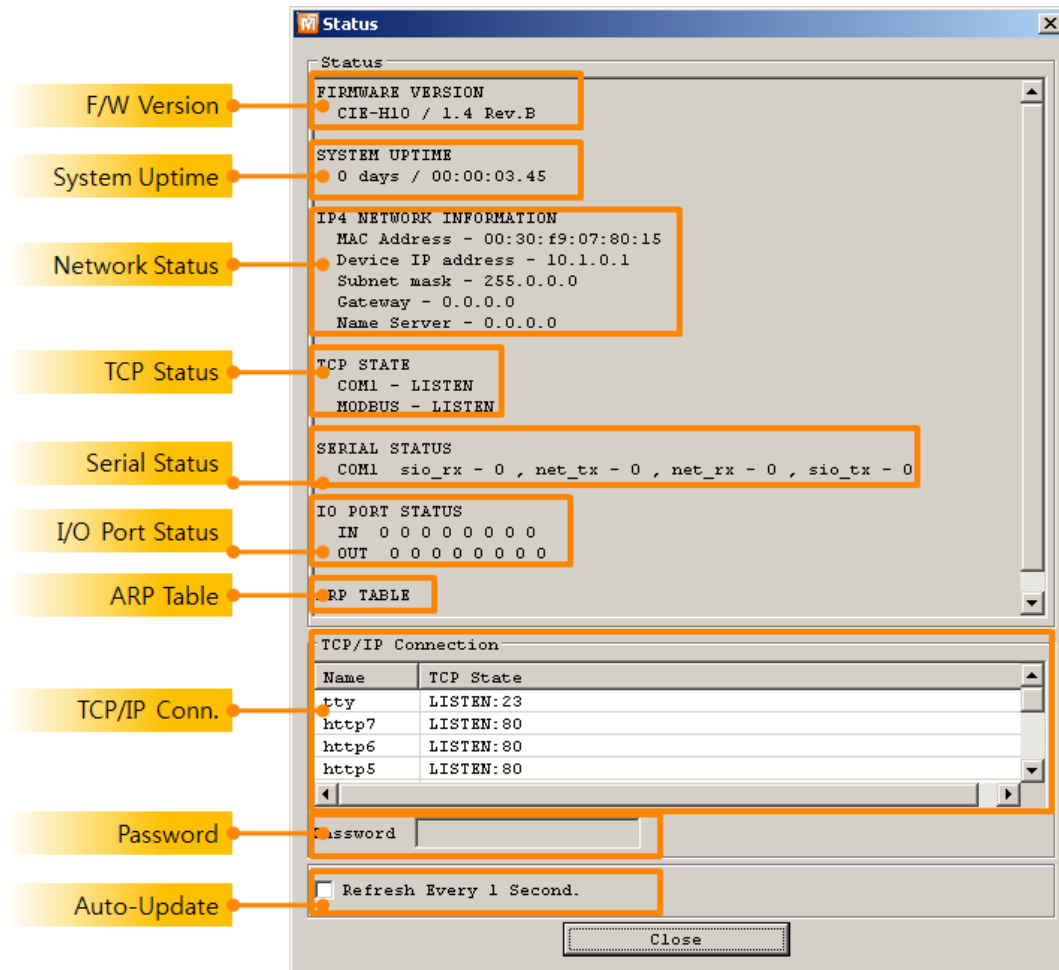 Status
Status
F/W Version
FIRMWARE VERSION
CIE-H10 / 1.4 Rev.B
System Uptime
SYSTEM UPTIME
0 days / 00:00:03.45
Network Status
IP4 NETWORK INFORMATION
MAC Address - 00:30:f9:07:80:15
Device IP address - 10.1.0.1
Subnet mask - 255.0.0.0
Gateway - 0.0.0.0
Name Server - 0.0.0.0
TCP Status
TCP STATE
COM1 - LISTEN
MODBUS - LISTEN
Serial Status
SERIAL STATUS
COM1 sio_rx - 0 , net_tx - 0 , net_rx - 0 , sio_tx - 0
I/O Port Status
IO PORT STATUS
IN 0 0 0 0 0 0 0 0
OUT 0 0 0 0 0 0 0 0
ARP Table
ARP TABLE
TCP/IP Conn.
TCP/IP Connection
Name TCP State
tty LISTEN:23
http7 LISTEN:80
http6 LISTEN:80
http5 LISTEN:80
Password
Password
Auto-Update
Refresh Every 1 Second.
Close